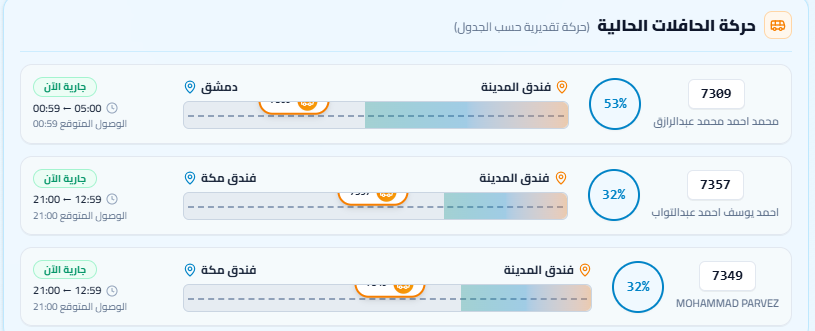 حركة الحافلات الحالية (حركة تقديرية حسب الجدول)
7309
محمد احمد محمد عبدالرازق
53%
فندق المدينة
دمشق
جارية الآن
05:00 ← 00:59
الوصول المتوقع 00:59
7357
احمد يوسف احمد عبدالتواب
32%
فندق المدينة
فندق مكة
جارية الآن
12:59 ← 21:00
الوصول المتوقع 21:00
7349
MOHAMMAD PARVEZ
32%
فندق المدينة
فندق مكة
جارية الآن
12:59 ← 21:00
الوصول المتوقع 21:00